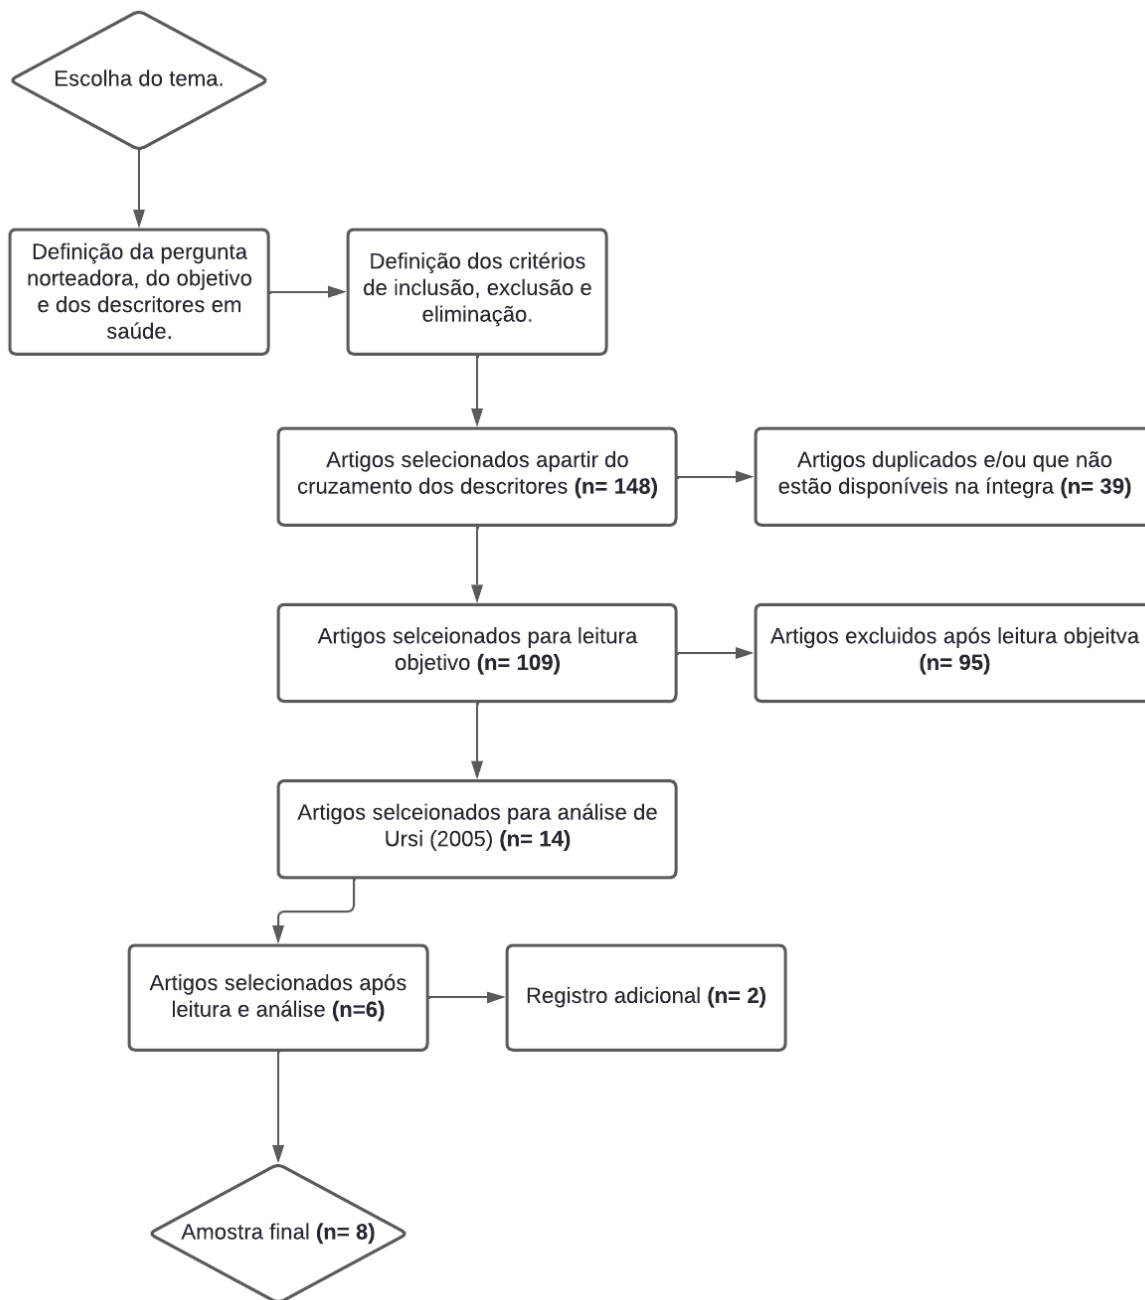 Escolha do tema.
Definição da pergunta
norteadora, do objetivo
e dos descritores em
saúde.
Definição dos critérios
de inclusão, exclusão e
eliminação.
Artigos selecionados apartir do
cruzamento dos descritores (n= 148)
Artigos duplicados e/ou que não
estão disponíveis na íntegra (n= 39)
Artigos selceionados para leitura
objetivo (n= 109)
Artigos excluidos após leitura objeitva
(n= 95)
Artigos selceionados para análise de
Ursi (2005) (n= 14)
Artigos selecionados após
leitura e análise (n=6)
Registro adicional (n= 2)
Amostra final (n= 8)